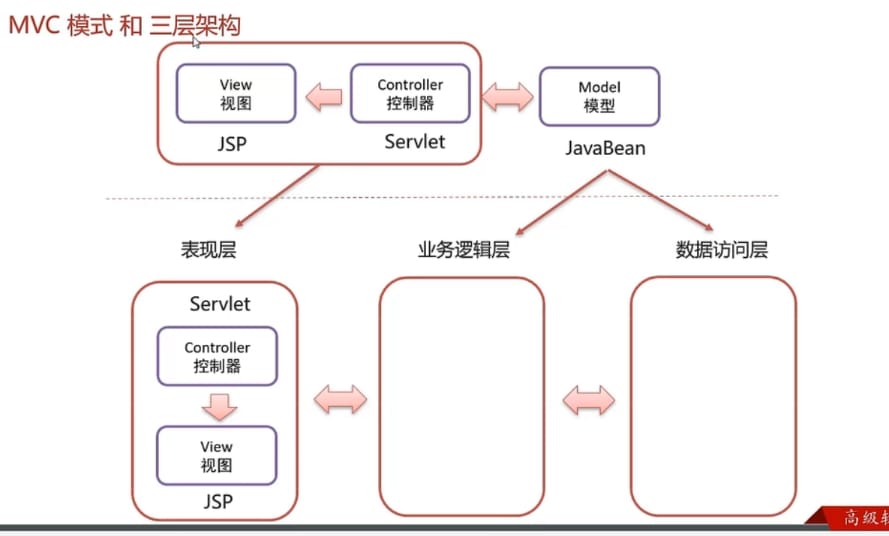 MVC 模式 和 三层架构
View
视图
JSP
Controller
控制器
Servlet
Model
模型
JavaBean
表现层
业务逻辑层
数据访问层
Servlet
Controller
控制器
View
视图
JSP
高级软